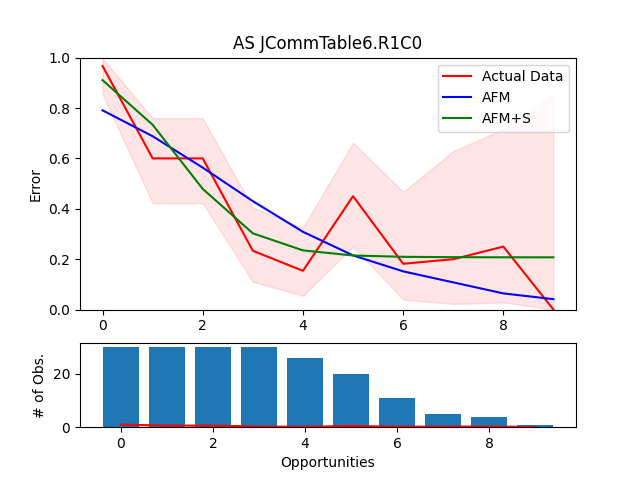 AS JCommTable6.R1C0
1.0
0.8
0.6
0.4
0.2
0.0
Error
Actual Data
AFM
AFM+S
0 2 4 6 8
20
0
# of Obs.
0 2 4 6 8
Opportunities